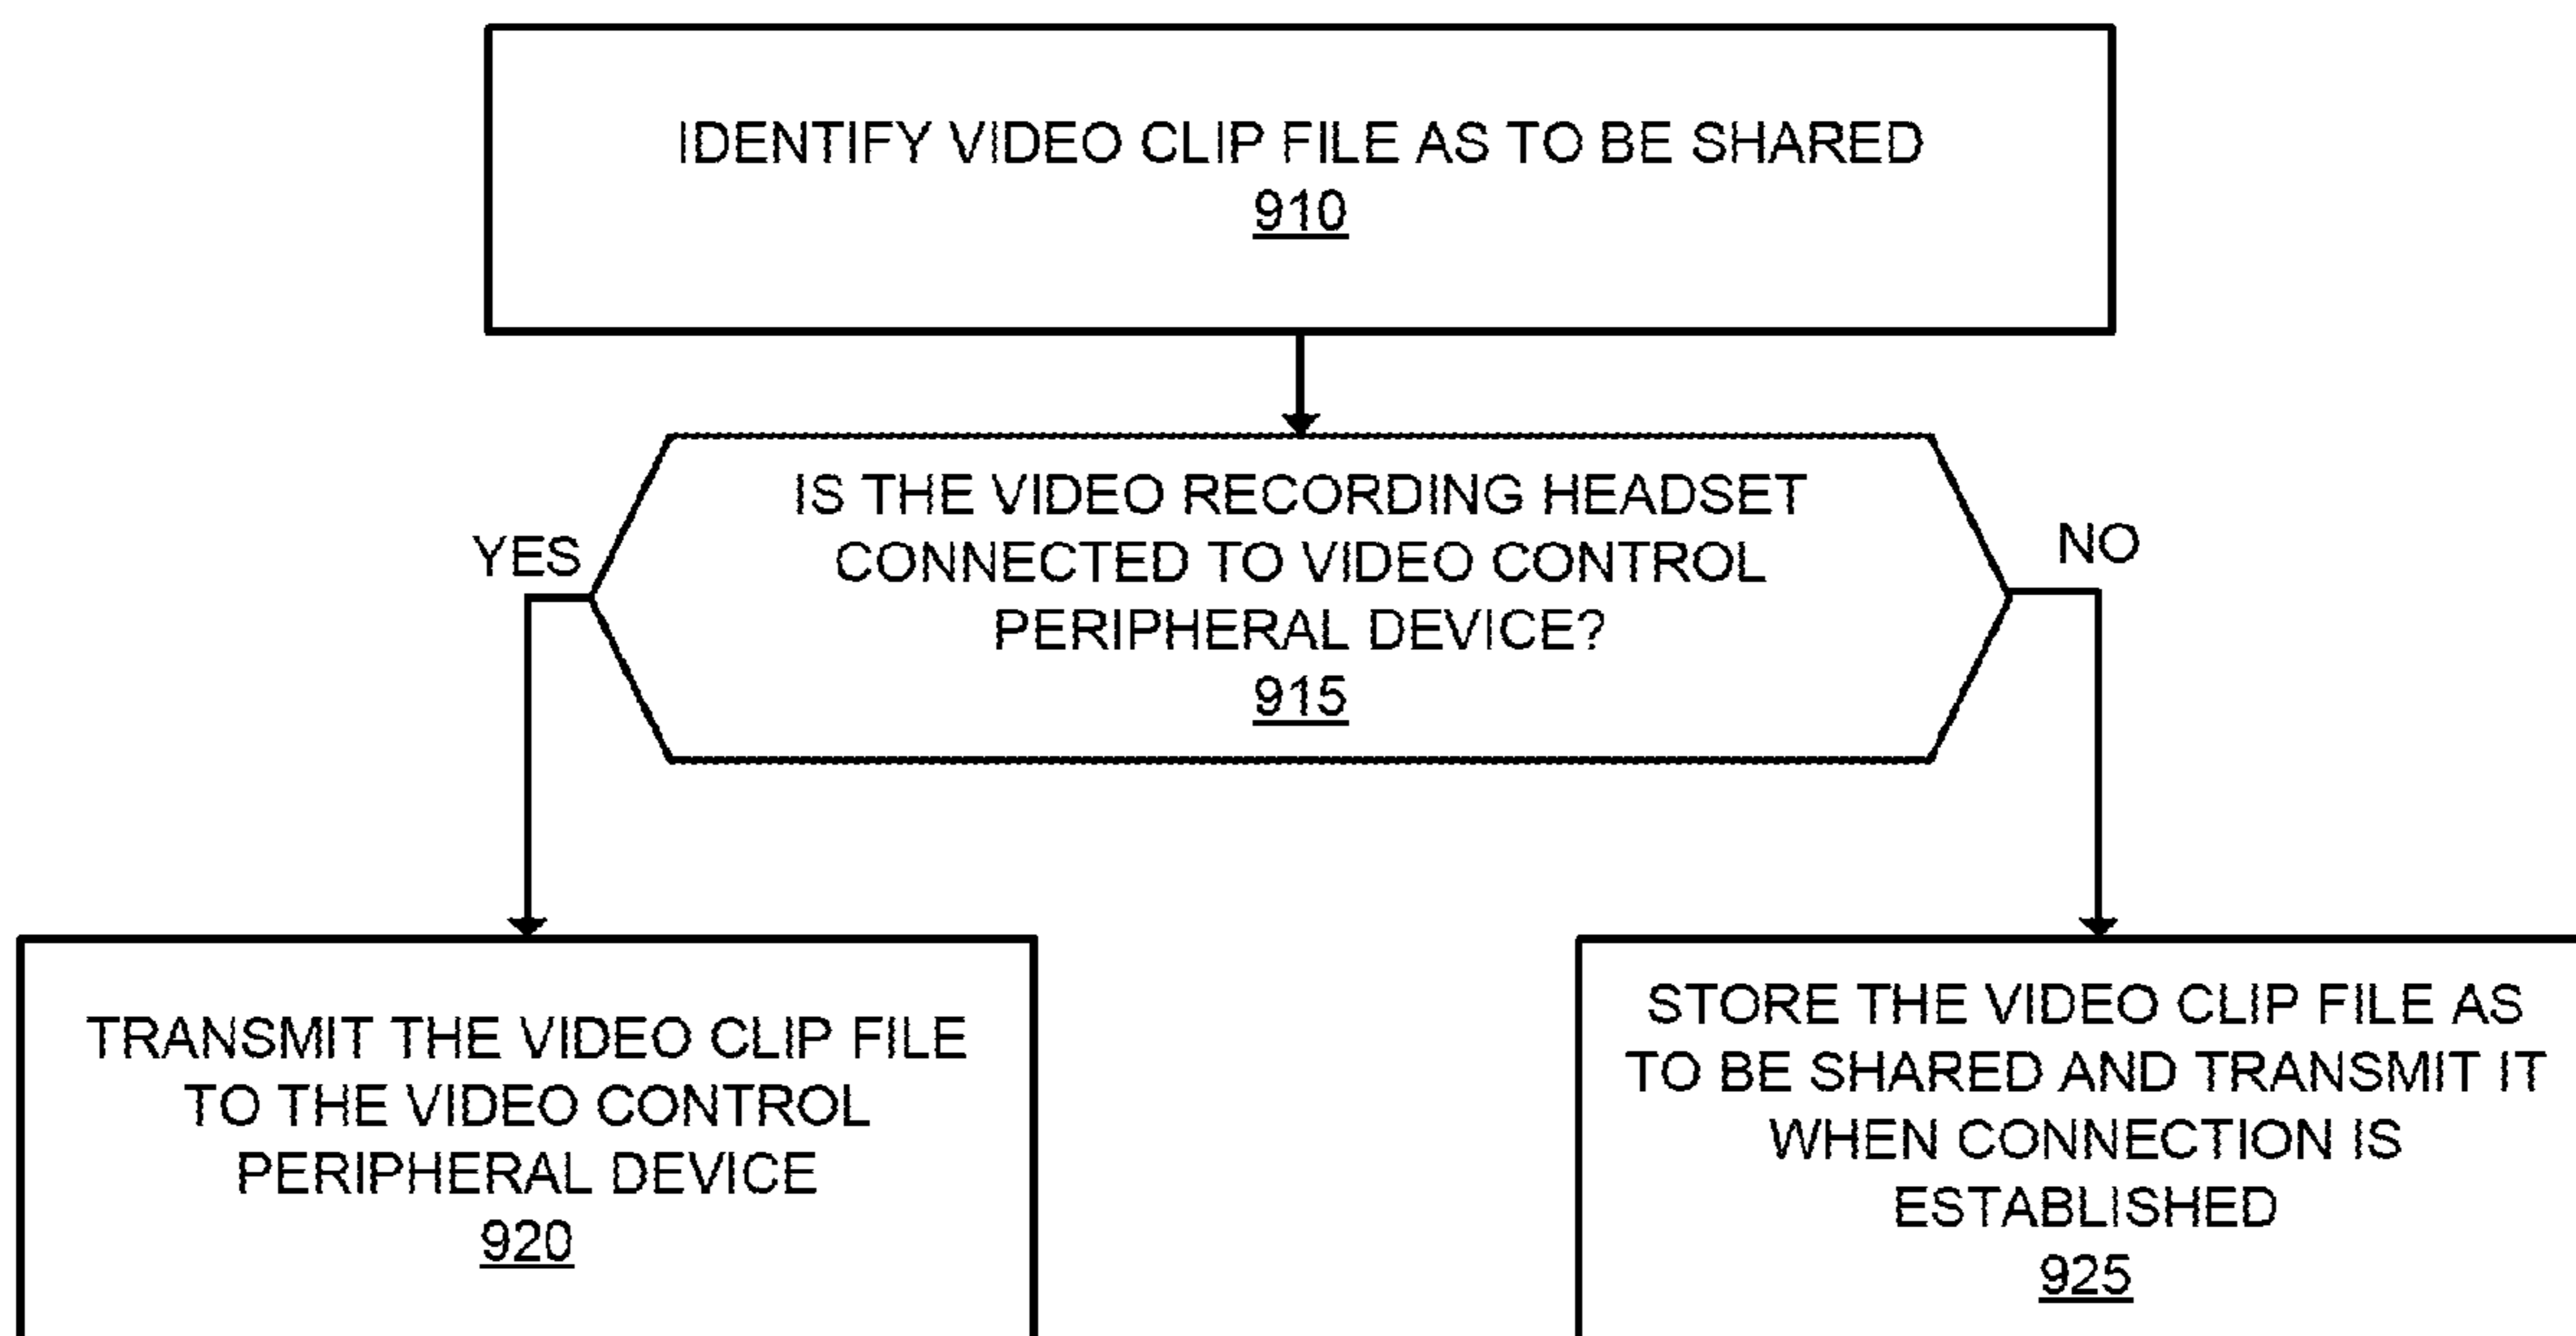 IDENTIFY VIDEO CLIP FILE AS TO BE SHARED
910
IS THE VIDEO RECORDING HEADSET
CONNECTED TO VIDEO CONTROL
PERIPHERAL DEVICE?
915
YES
NO
TRANSMIT THE VIDEO CLIP FILE
TO THE VIDEO CONTROL
PERIPHERAL DEVICE
920
STORE THE VIDEO CLIP FILE AS
TO BE SHARED AND TRANSMIT IT
WHEN CONNECTION IS
ESTABLISHED
925